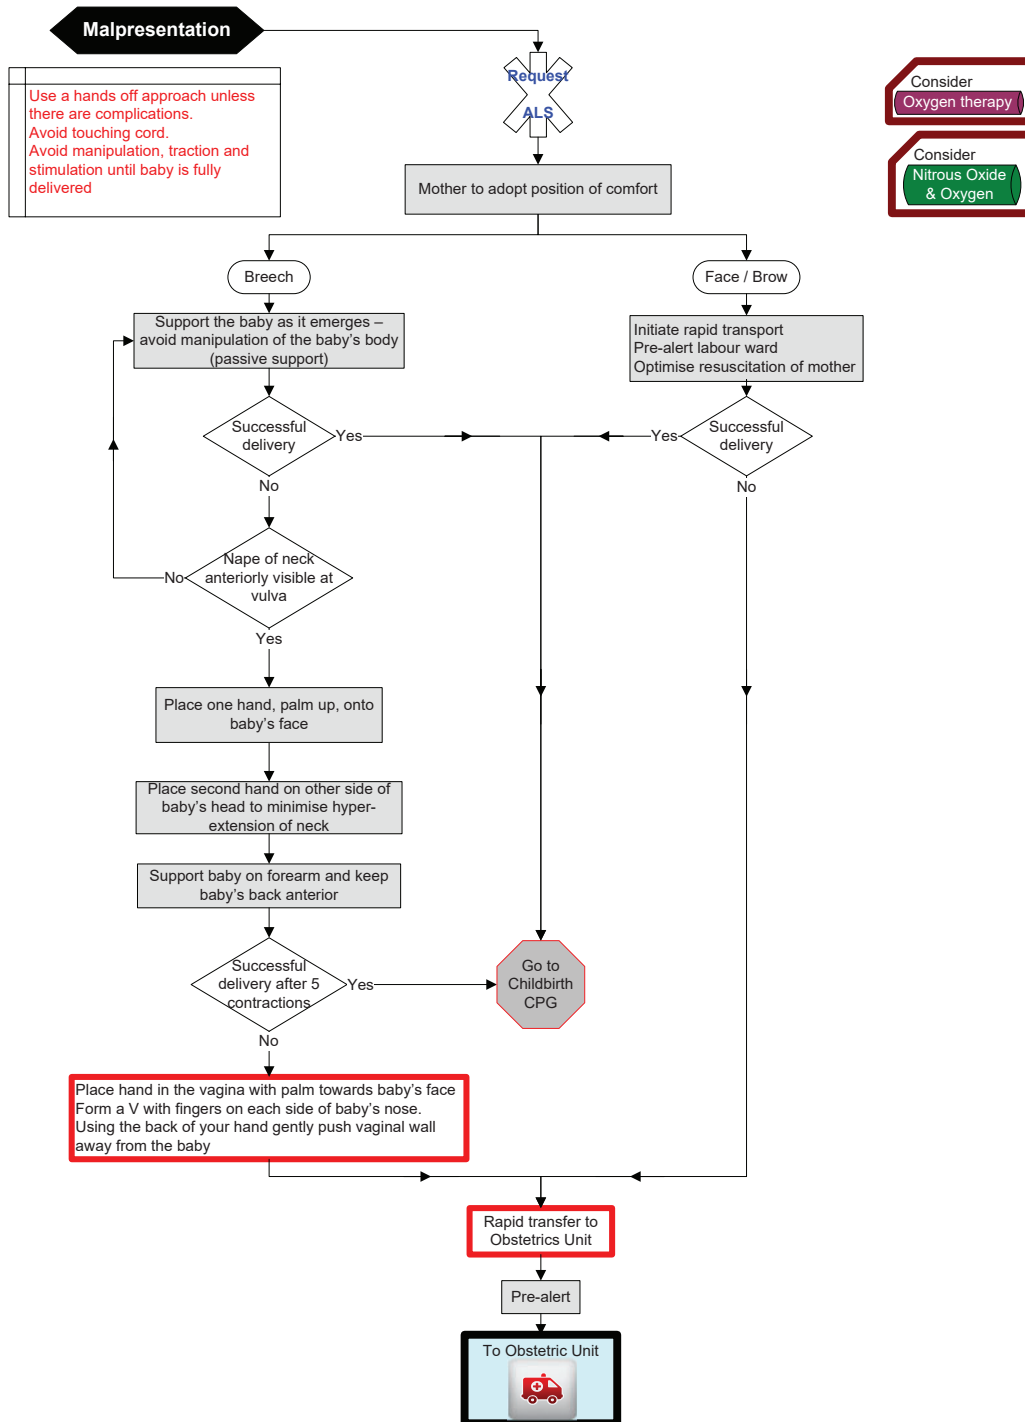 Malpresentation
Request
ALS
Use a hands off approach unless
there are complications.
Avoid touching cord.
Avoid manipulation, traction and
stimulation until baby is fully
delivered
Consider
Oxygen therapy
Consider
Nitrous Oxide
& Oxygen
Mother to adopt position of comfort
Breech
Face / Brow
Support the baby as it emerges –
avoid manipulation of the baby's body
(passive support)
Initiate rapid transport
Pre-alert labour ward
Optimise resuscitation of mother
Successful
delivery
Yes
Yes
Successful
delivery
No
No
Nape of neck
anteriorly visible at
vulva
No
Yes
Place one hand, palm up, onto
baby's face
Place second hand on other side of
baby's head to minimise hyper-
extension of neck
Support baby on forearm and keep
baby's back anterior
Successful
delivery after 5
contractions
Yes
Go to
Childbirth
CPG
No
Place hand in the vagina with palm towards baby's face
Form a V with fingers on each side of baby's nose.
Using the back of your hand gently push vaginal wall
away from the baby
Rapid transfer to
Obstetrics Unit
Pre-alert
To Obstetric Unit